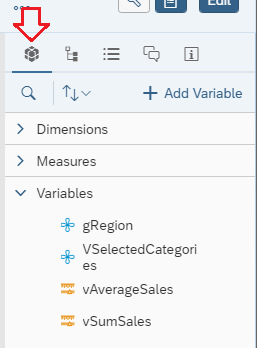 Edit
Add Variable
Dimensions
Measures
Variables
gRegion
VSelectedCategori
es
vAverageSales
vSumSales